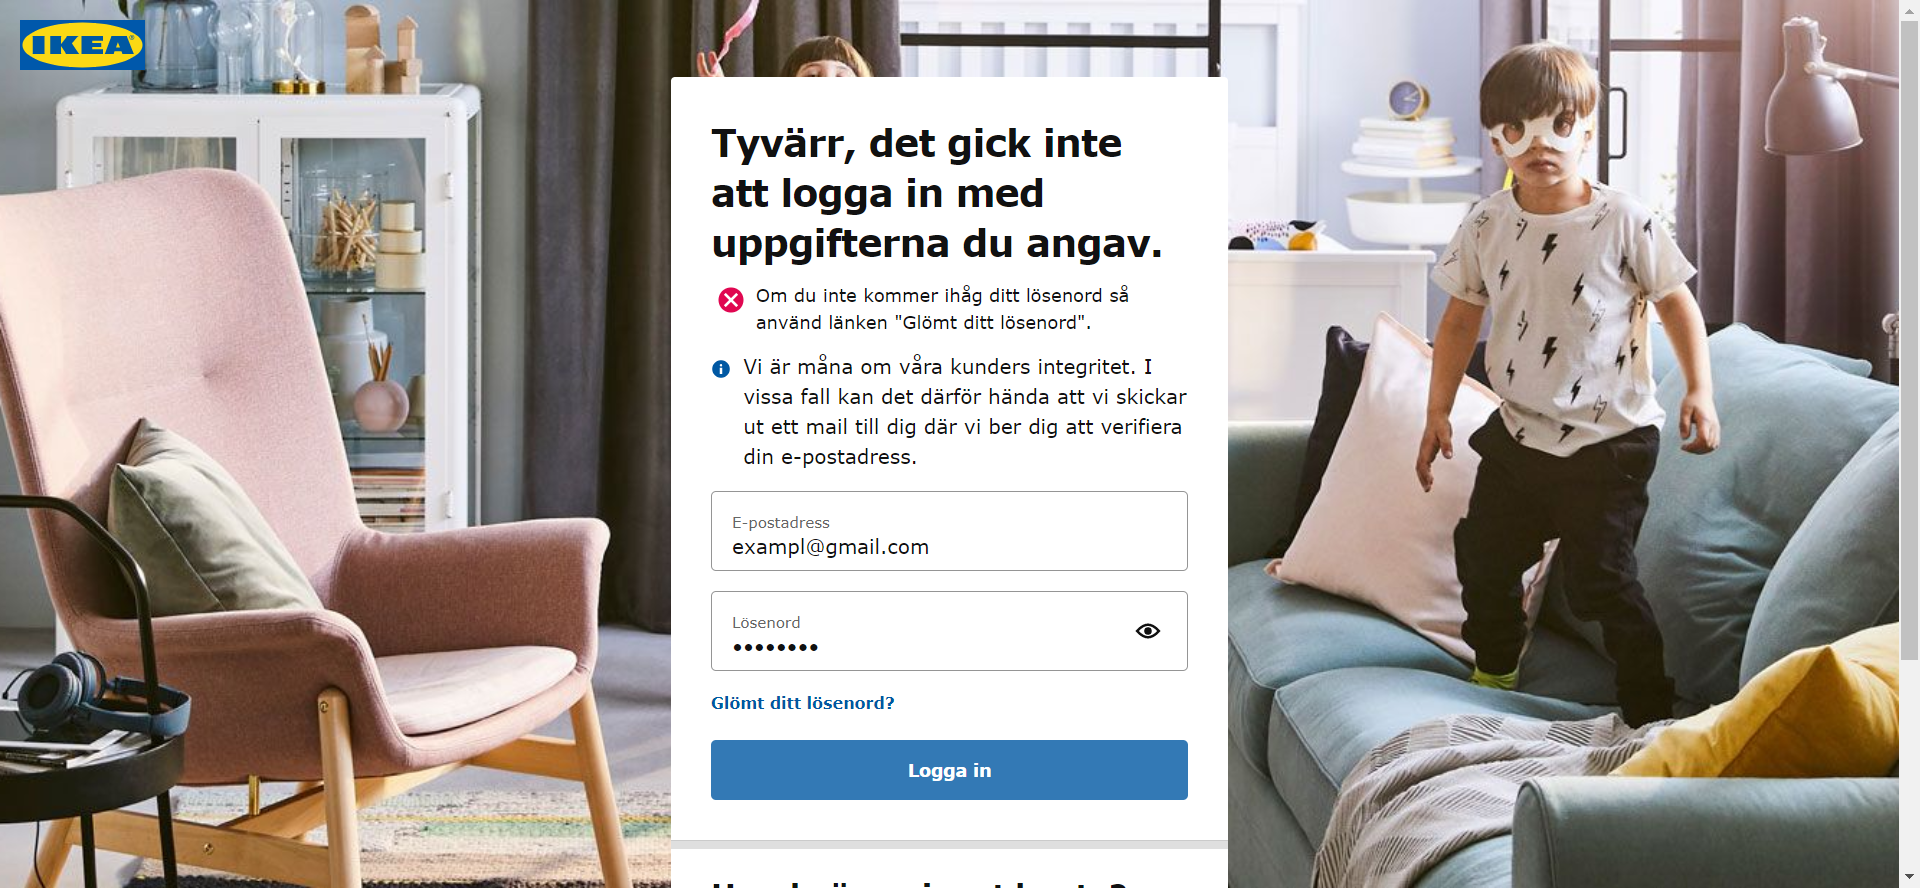 IKEA
Tyvärr, det gick inte
att logga in med
uppgifterna du angav.
Om du inte kommer ihåg ditt lösenord så
använd länken "Glömt ditt lösenord".
Vi är måna om våra kunders integritet. I
vissa fall kan det därför hända att vi skickar
ut ett mail till dig där vi ber dig att verifiera
din e-postadress.
E-postadress
exampl@gmail.com
Lösenord
••••••••
Glömt ditt lösenord?
Logga in